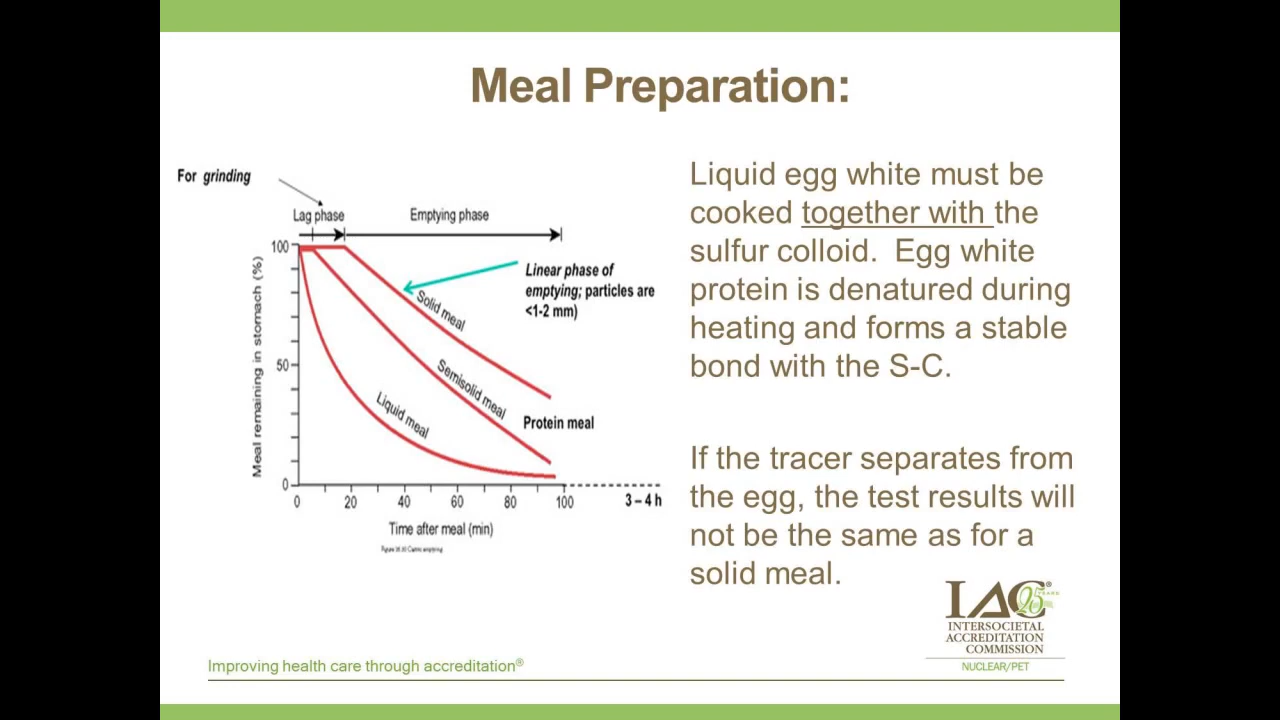 Meal Preparation:
For grinding
Lag phase
Emptying phase
100
50
0
Meal remaining in stomach (%)
Linear phase of
emptying; particles are
<1-2 mm)
Solid meal
Semisolid meal
Liquid meal
Protein meal
0 20 40 60 80 100 3 – 4 h
Time after meal (min)
Gastric emptying
Liquid egg white must be
cooked together with the
sulfur colloid.  Egg white
protein is denatured during
heating and forms a stable
bond with the S-C.
If the tracer separates from
the egg, the test results will
not be the same as for a
solid meal.
IAC®
25 YEARS
INTERSOCIETAL
ACCREDITATION
COMMISSION
NUCLEAR/PET
Improving health care through accreditation®